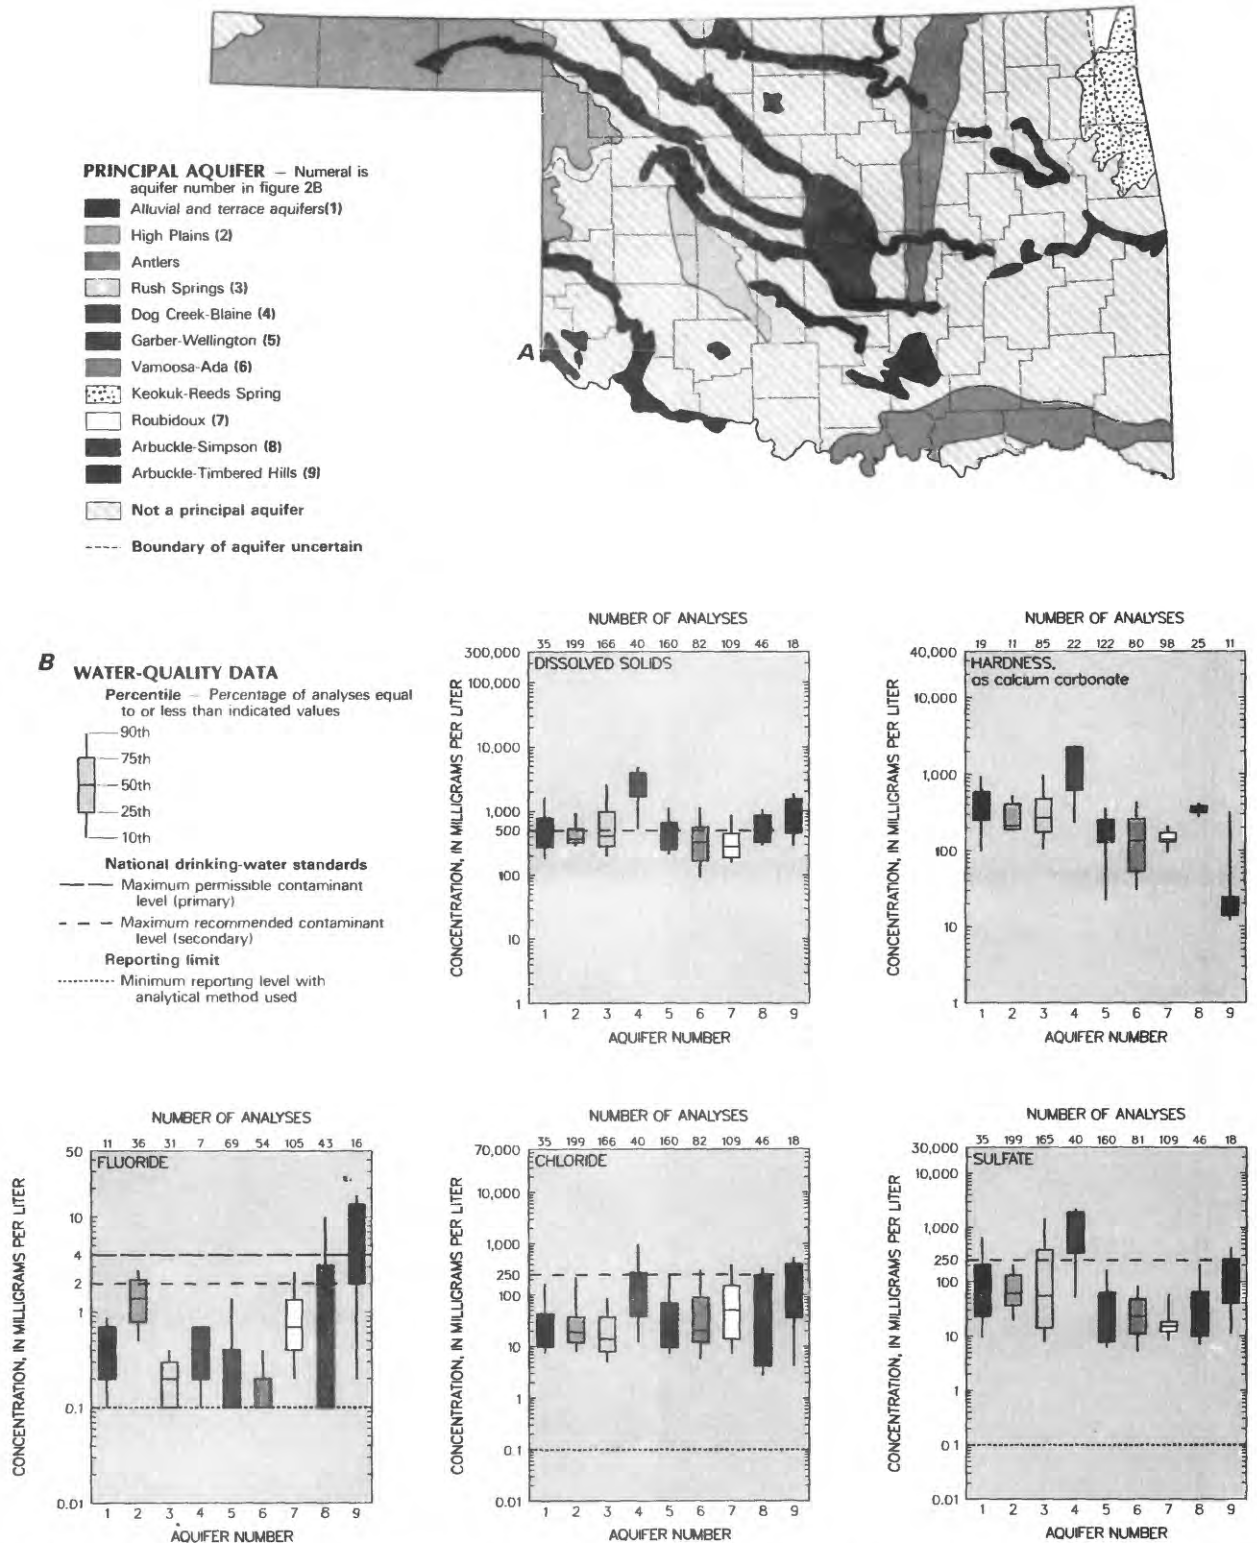 PRINCIPAL AQUIFER — Numeral is
aquifer number in figure 2B
Alluvial and terrace aquifers(1)
High Plains (2)
Antlers
Rush Springs (3)
Dog Creek-Blaine (4)
Garber-Wellington (5)
Vamoosa-Ada (6)
Keokuk-Reeds Spring
Roubidoux (7)
Arbuckle-Simpson (8)
Arbuckle-Timbered Hills (9)
Not a principal aquifer
Boundary of aquifer uncertain
A
B WATER-QUALITY DATA
Percentile — Percentage of analyses equal
to or less than indicated values
90th
75th
50th
25th
10th
National drinking-water standards
Maximum permissible contaminant
level (primary)
Maximum recommended contaminant
level (secondary)
Reporting limit
Minimum reporting level with
analytical method used
NUMBER OF ANALYSES
35 199 166 40 160 82 109 46 18
DISSOLVED SOLIDS
CONCENTRATION, IN MILLIGRAMS PER LITER
300,000
100,000
10,000
1,000
500
100
10
1
1 2 3 4 5 6 7 8 9
AQUIFER NUMBER
NUMBER OF ANALYSES
19 11 85 22 122 80 98 25 11
HARDNESS,
as calcium carbonate
CONCENTRATION, IN MILLIGRAMS PER LITER
40,000
10,000
1,000
100
10
1
1 2 3 4 5 6 7 8 9
AQUIFER NUMBER
NUMBER OF ANALYSES
11 36 31 7 69 54 105 43 16
FLUORIDE
CONCENTRATION, IN MILLIGRAMS PER LITER
50
10
4
2
1
0.1
0.01
1 2 3 4 5 6 7 8 9
AQUIFER NUMBER
NUMBER OF ANALYSES
35 199 166 40 160 82 109 46 18
CHLORIDE
CONCENTRATION, IN MILLIGRAMS PER LITER
70,000
10,000
1,000
250
100
10
1
0.1
0.01
1 2 3 4 5 6 7 8 9
AQUIFER NUMBER
NUMBER OF ANALYSES
35 199 165 40 160 81 109 46 18
SULFATE
CONCENTRATION, IN MILLIGRAMS PER LITER
30,000
10,000
1,000
250
100
10
1
0.1
0.01
1 2 3 4 5 6 7 8 9
AQUIFER NUMBER